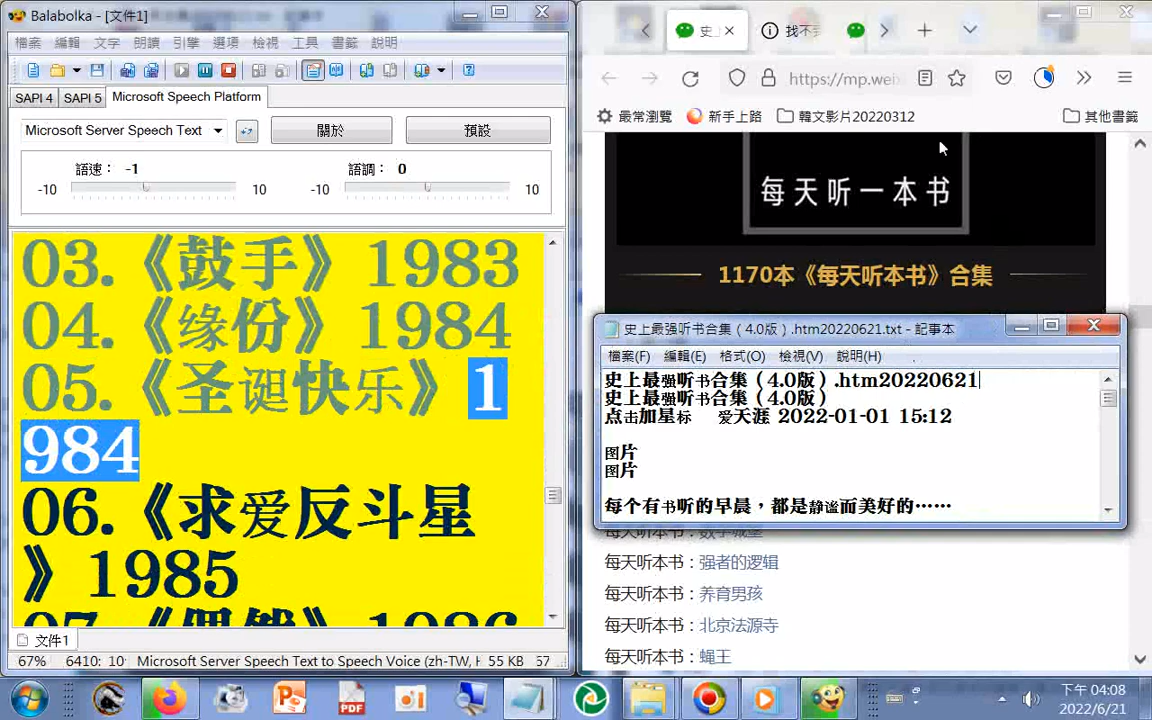 Balabolka - [文件1]
檔案 編輯 文字 朗讀 引擎 選項 檢視 工具 書籤 說明
SAPI 4 SAPI 5 Microsoft Speech Platform
Microsoft Server Speech Text
關於
預設
語速： -1
語調： 0
-10 10
-10 10
03.《鼓手》1983
04.《缘份》1984
05.《圣诞快乐》1
984
06.《求爱反斗星
》1985
文件1
67% 6410: 10 Microsoft Server Speech Text to Speech Voice (zh-TW, H 55 KB 57
史
找不
https://mp.wei
最常瀏覽 新手上路 韓文影片20220312 其他書籤
每天听一本书
1170本《每天听本书》合集
史上最强听书合集（4.0版）.htm20220621.txt - 記事本
檔案(F) 編輯(E) 格式(O) 檢視(V) 說明(H)
史上最强听书合集（4.0版）.htm20220621
史上最强听书合集（4.0版）
点击加星标 爱天涯 2022-01-01 15:12
图片
图片
每个有书听的早晨，都是静谧而美好的……
每天听本书：强者的逻辑
每天听本书：养育男孩
每天听本书：北京法源寺
每天听本书：蝇王
PDF
下午 04:08
2022/6/21